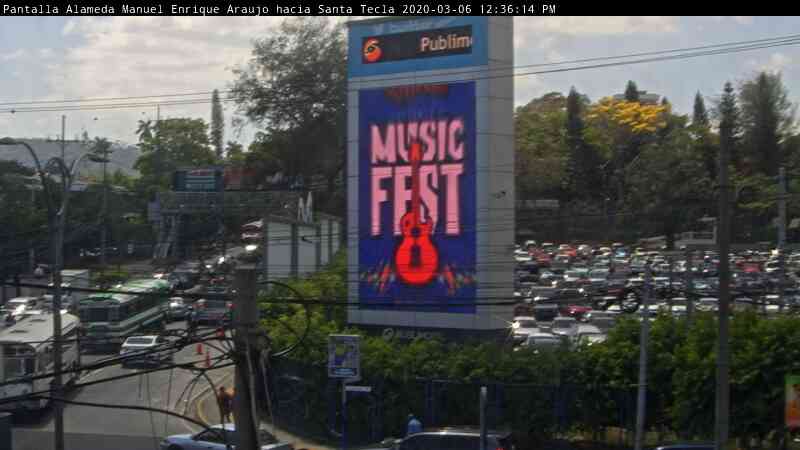 Pantalla Alameda Manuel Enrique Araujo hacia Santa Tecla 2020-03-06 12:36:14 PM
Publim
MUSIC
FEST